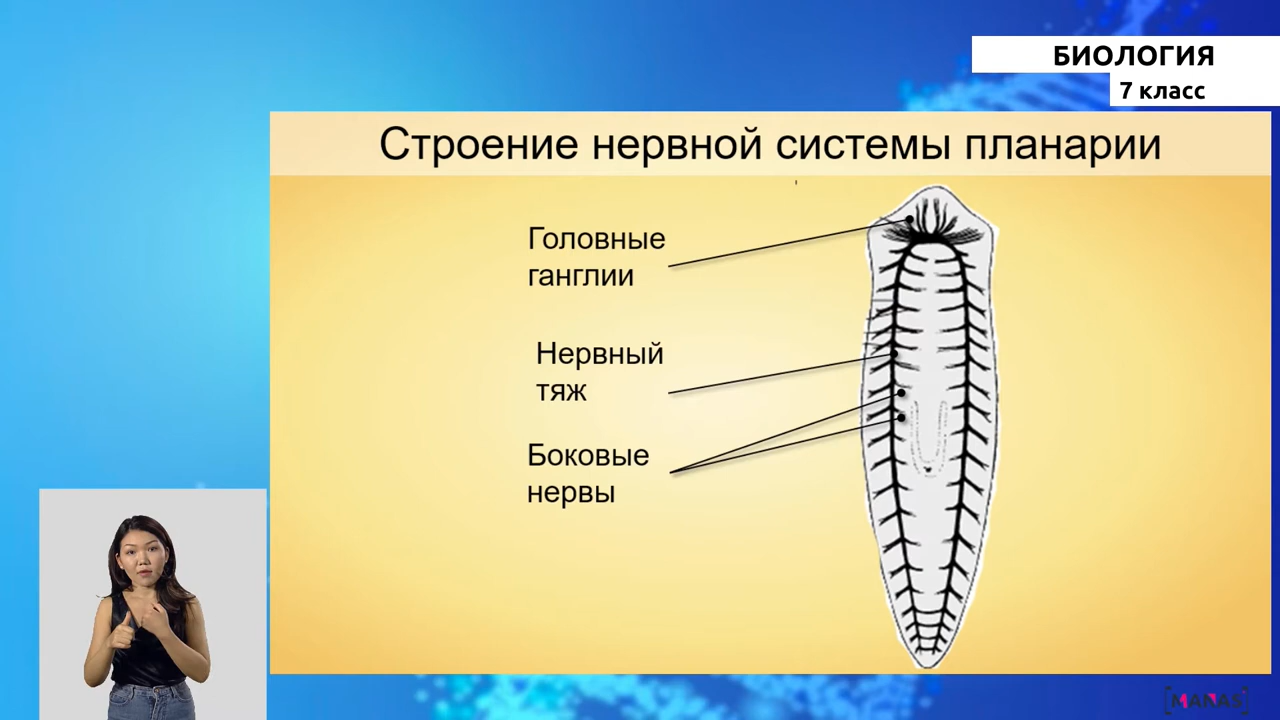 БИОЛОГИЯ
7 класс
Строение нервной системы планарии
Головные
ганглии
Нервный
тяж
Боковые
нервы
MANAS